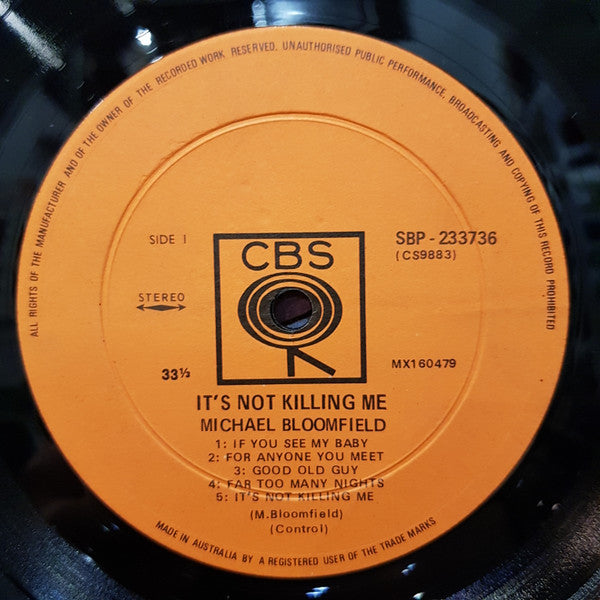 ALL RIGHTS OF THE MANUFACTURER AND OF THE OWNER OF THE RECORDED WORK RESERVED. UNAUTHORISED PUBLIC PERFORMANCE, BROADCASTING AND COPYING OF THIS RECORD PROHIBITED
SIDE 1
CBS
SBP - 233736
(CS9883)
STEREO
33⅓
MX160479
IT'S NOT KILLING ME
MICHAEL BLOOMFIELD
1: IF YOU SEE MY BABY
2: FOR ANYONE YOU MEET
3: GOOD OLD GUY
4: FAR TOO MANY NIGHTS
5: IT'S NOT KILLING ME
(M.Bloomfield)
(Control)
MADE IN AUSTRALIA BY A REGISTERED USER OF THE TRADE MARKS